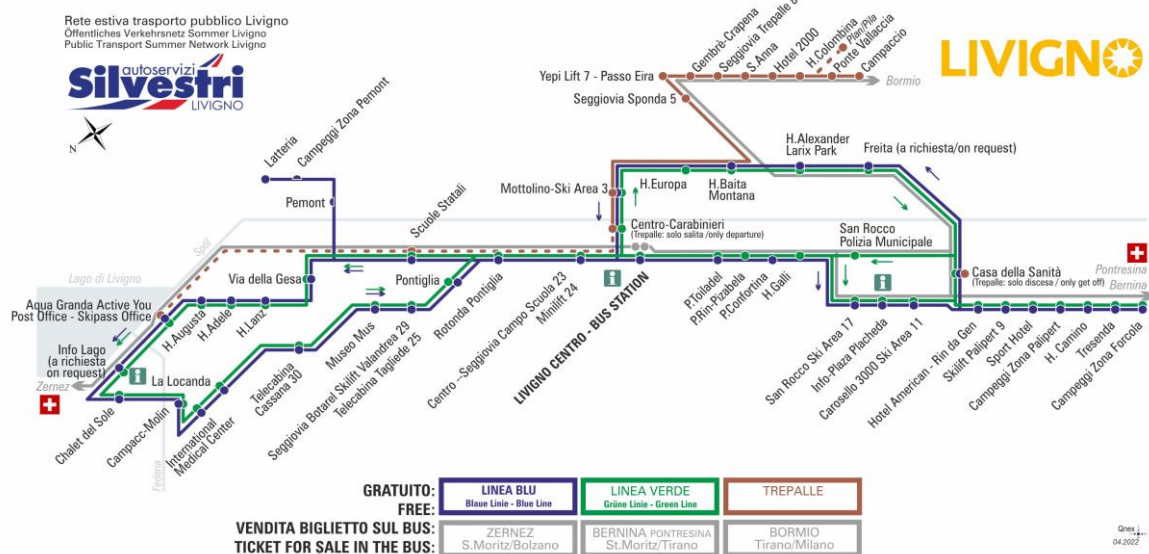 Rete estiva trasporto pubblico Livigno
Öffentliches Verkehrsnetz Sommer Livigno
Public Transport Summer Network Livigno
autoservizi
Silvestri
LIVIGNO
LIVIGNO
N
Latteria
Campeggi Zona Pemont
Pemont
Scuole Statali
Yepi Lift 7 - Passo Eira
Seggiovia Sponda 5
Gembrè-Crapena
Seggiovia Trepalle
S.Anna
Hotel 2000
H.Colombina
Plan/Pila
Ponte Vallaccia
Campaccio
Bormio
Mottolino-Ski Area 3
H.Europa
H.Baita
Montana
H.Alexander
Larix Park
Freita (a richiesta/on request)
Centro-Carabinieri
(Trepalle: solo salita /only departure)
San Rocco
Polizia Municipale
Casa della Sanità
(Trepalle: solo discesa / only get off)
Pontresina
Bernina
Spöl
Lago di Livigno
Aqua Granda Active You
Post Office - Skipass Office
Info Lago
(a richiesta
on request)
Zernez
Federia
Via della Gesa
H.Augusta
H.Adele
H.Lanz
Pontiglia
La Locanda
Chalet del Sole
Campacc-Molin
International
Medical Center
Telecabina
Cassana 30
Museo Mus
Seggiovia Botarel Skilift Valandrea 29
Telecabina Tagliede 25
Rotonda Pontiglia
Centro --Seggiovia Campo Scuola 23
Minilift 24
LIVIGNO CENTRO - BUS STATION
P.Toiladel
P.Rin-Pizabela
P.Confortina
H.Galli
San Rocco Ski Area 17
Info-Plaza Placheda
Carosello 3000 Ski Area 11
Hotel American - Rin da Gen
Skilift Palipert 9
Sport Hotel
Campeggi Zona Palipert
H. Camino
Tresenda
Campeggi Zona Forcola
GRATUITO:
FREE:
LINEA BLU
Blaue Linie - Blue Line
LINEA VERDE
Grüne Linie - Green Line
TREPALLE
VENDITA BIGLIETTO SUL BUS:
TICKET FOR SALE IN THE BUS:
ZERNEZ
S.Moritz/Bolzano
BERNINA PONTRESINA
St.Moritz/Tirano
BORMIO
Tirano/Milano
Qnex
04.2022